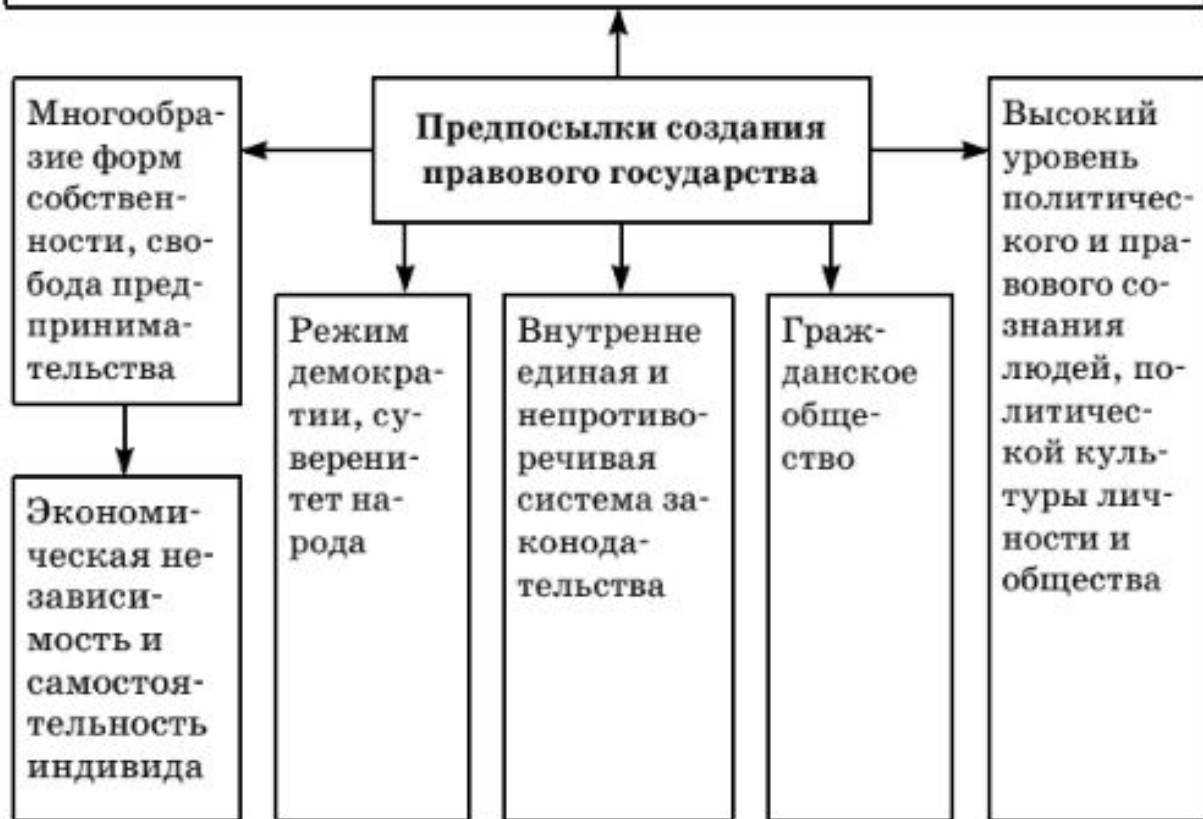 Предпосылки создания
правового государства
Многообра-
зие форм
собствен-
ности, сво-
бода пред-
принима-
тельства
Экономи-
ческая не-
зависи-
мость и
самостоя-
тельность
индивида
Режим
демокра-
тии, су-
верени-
тет на-
рода
Внутренне
единая и
непротиво-
речивая
система за-
конода-
тельства
Граж-
данское
обще-
ство
Высокий
уровень
политичес-
кого и пра-
вового со-
знания
людей, по-
литичес-
кой куль-
туры лич-
ности и
общества